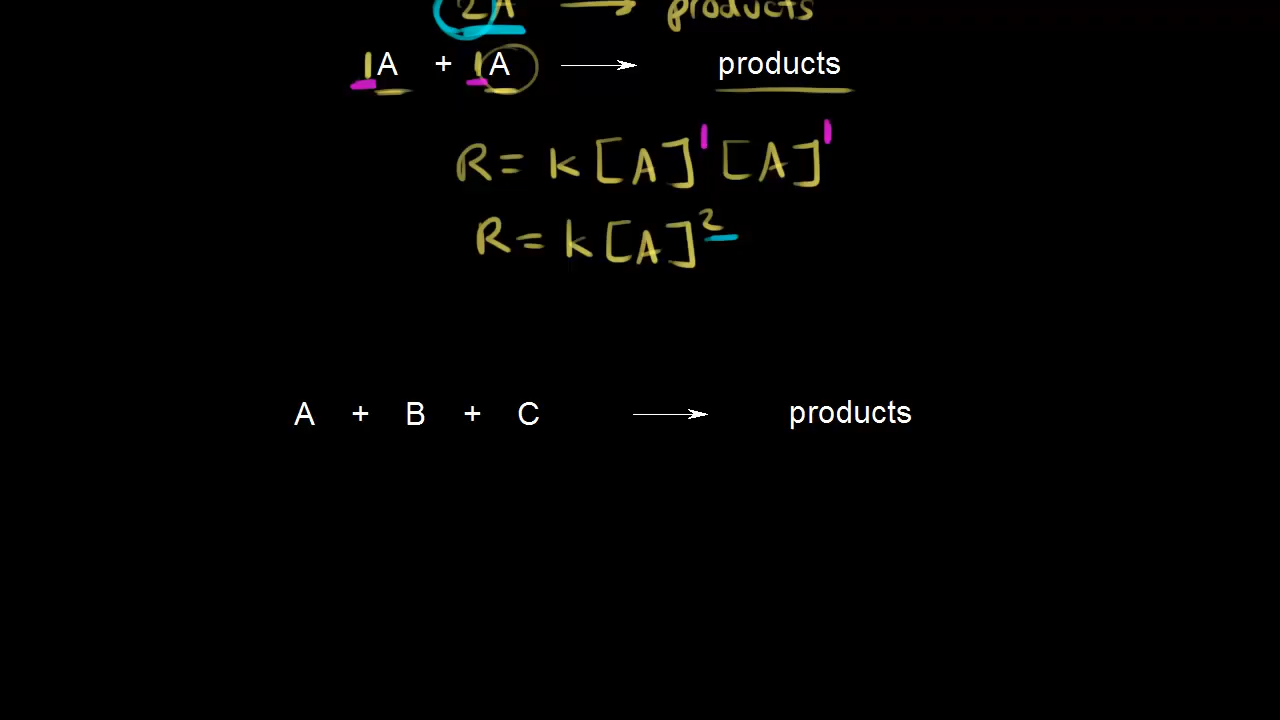 2A → products
1A + 1A → products
R = k [A]¹ [A]¹
R = k [A]²
A + B + C → products